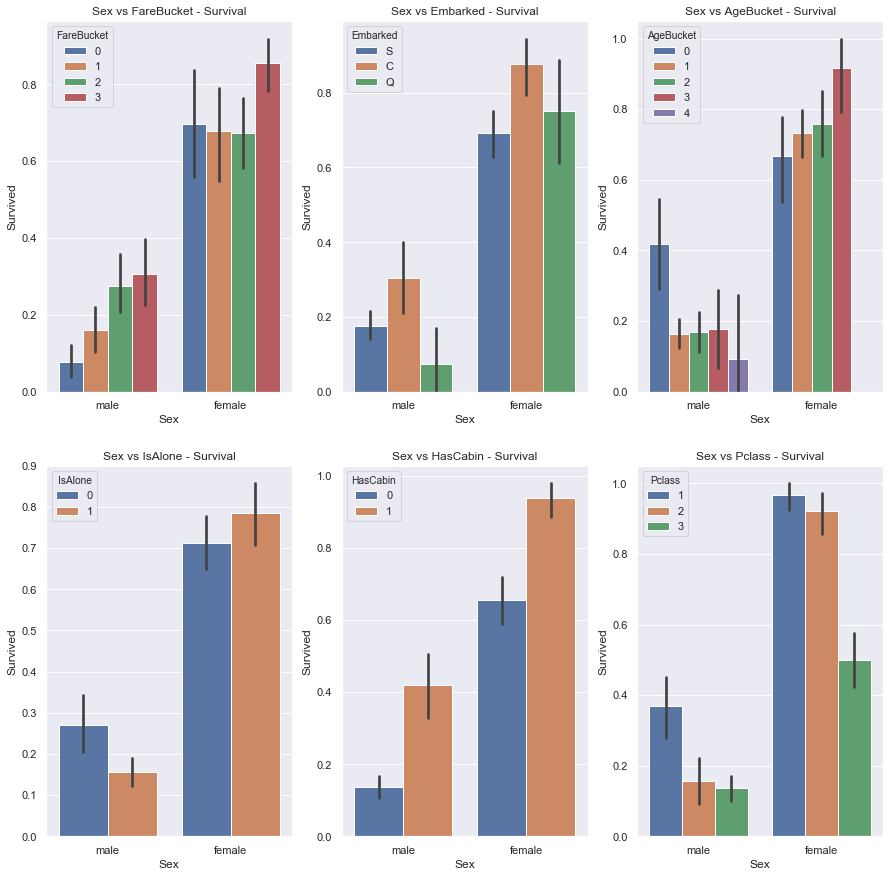 Sex vs FareBucket - Survival
FareBucket
0
1
2
3
0.8
0.6
0.4
0.2
0.0
Survived
male
female
Sex
Sex vs Embarked - Survival
Embarked
S
C
Q
0.8
0.6
0.4
0.2
0.0
Survived
male
female
Sex
Sex vs AgeBucket - Survival
AgeBucket
0
1
2
3
4
1.0
0.8
0.6
0.4
0.2
0.0
Survived
male
female
Sex
Sex vs IsAlone - Survival
IsAlone
0
1
0.9
0.8
0.7
0.6
0.5
0.4
0.3
0.2
0.1
0.0
Survived
male
female
Sex
Sex vs HasCabin - Survival
HasCabin
0
1
1.0
0.8
0.6
0.4
0.2
0.0
Survived
male
female
Sex
Sex vs Pclass - Survival
Pclass
1
2
3
1.0
0.8
0.6
0.4
0.2
0.0
Survived
male
female
Sex